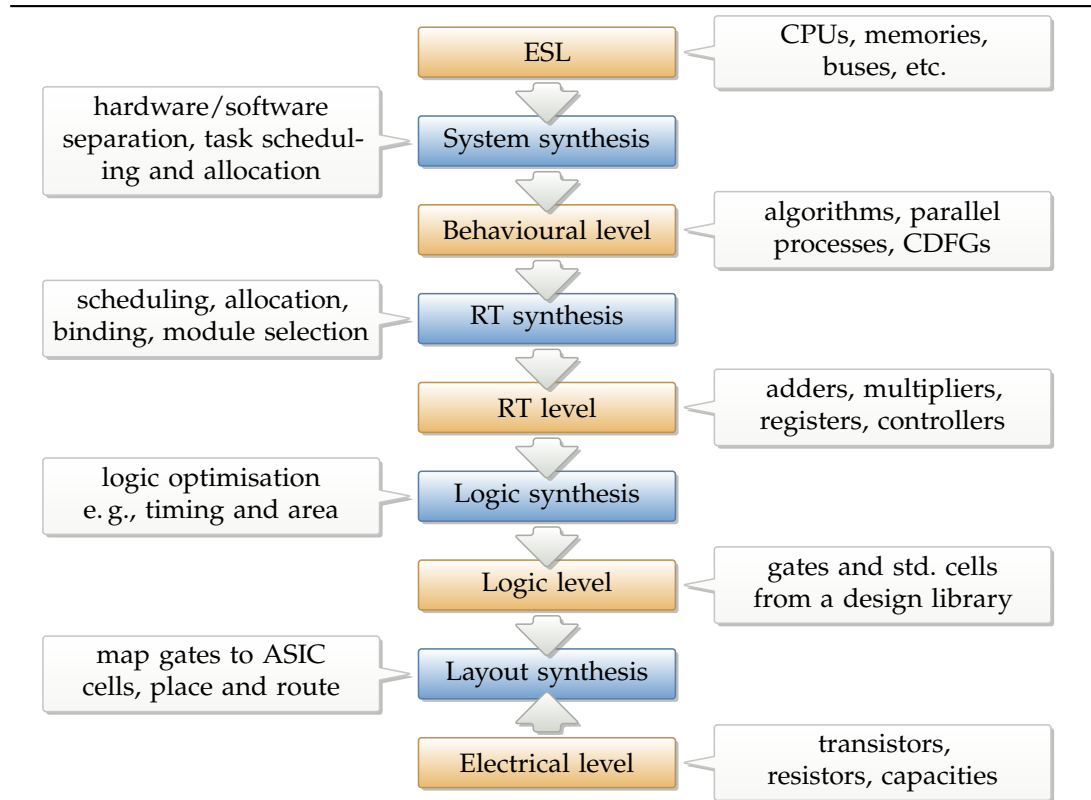 ESL
CPUs, memories,
buses, etc.
hardware/software
separation, task schedul-
ing and allocation
System synthesis
Behavioural level
algorithms, parallel
processes, CDFGs
scheduling, allocation,
binding, module selection
RT synthesis
RT level
adders, multipliers,
registers, controllers
logic optimisation
e. g., timing and area
Logic synthesis
Logic level
gates and std. cells
from a design library
map gates to ASIC
cells, place and route
Layout synthesis
Electrical level
transistors,
resistors, capacities